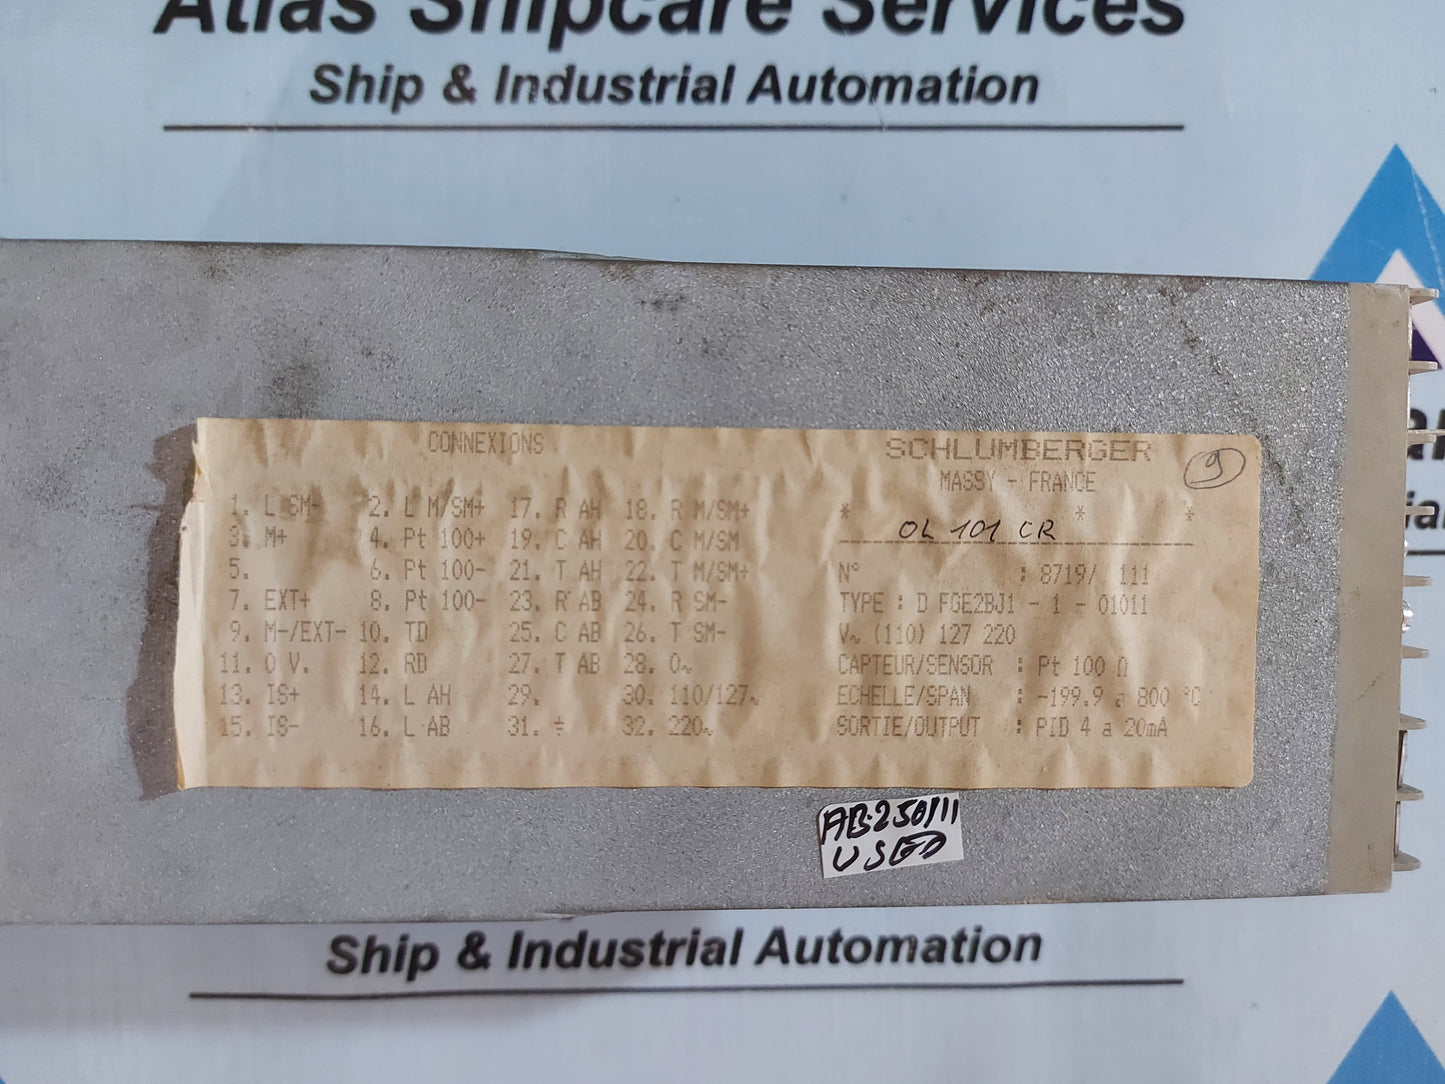 Atlas Shipcare Services
Ship & Industrial Automation
CONNEXIONS
1. L SM- 2. L M/SM+ 17. R AH 18. R M/SM+
3. M+ 4. Pt 100+ 19. C AH 20. C M/SM
5. 6. Pt 100- 21. T AH 22. T M/SM+
7. EXT+ 8. Pt 100- 23. R AB 24. R SM-
9. M-/EXT- 10. TD 25. C AB 26. T SM-
11. 0 V. 12. RD 27. T AB 28. 0~
13. IS+ 14. L AH 29. 30. 110/127~
15. IS- 16. L AB 31. ⏚ 32. 220~
SCHLUMBERGER
9
MASSY - FRANCE
* * *
OL 101 CR
N° : 8719/ 111
TYPE : D FGE2BJ1 - 1 - 01011
V~ (110) 127 220
CAPTEUR/SENSOR : Pt 100 Ω
ECHELLE/SPAN : -199.9 a 800 °C
SORTIE/OUTPUT : PID 4 a 20mA
AB-250/11
USED
Ship & Industrial Automation